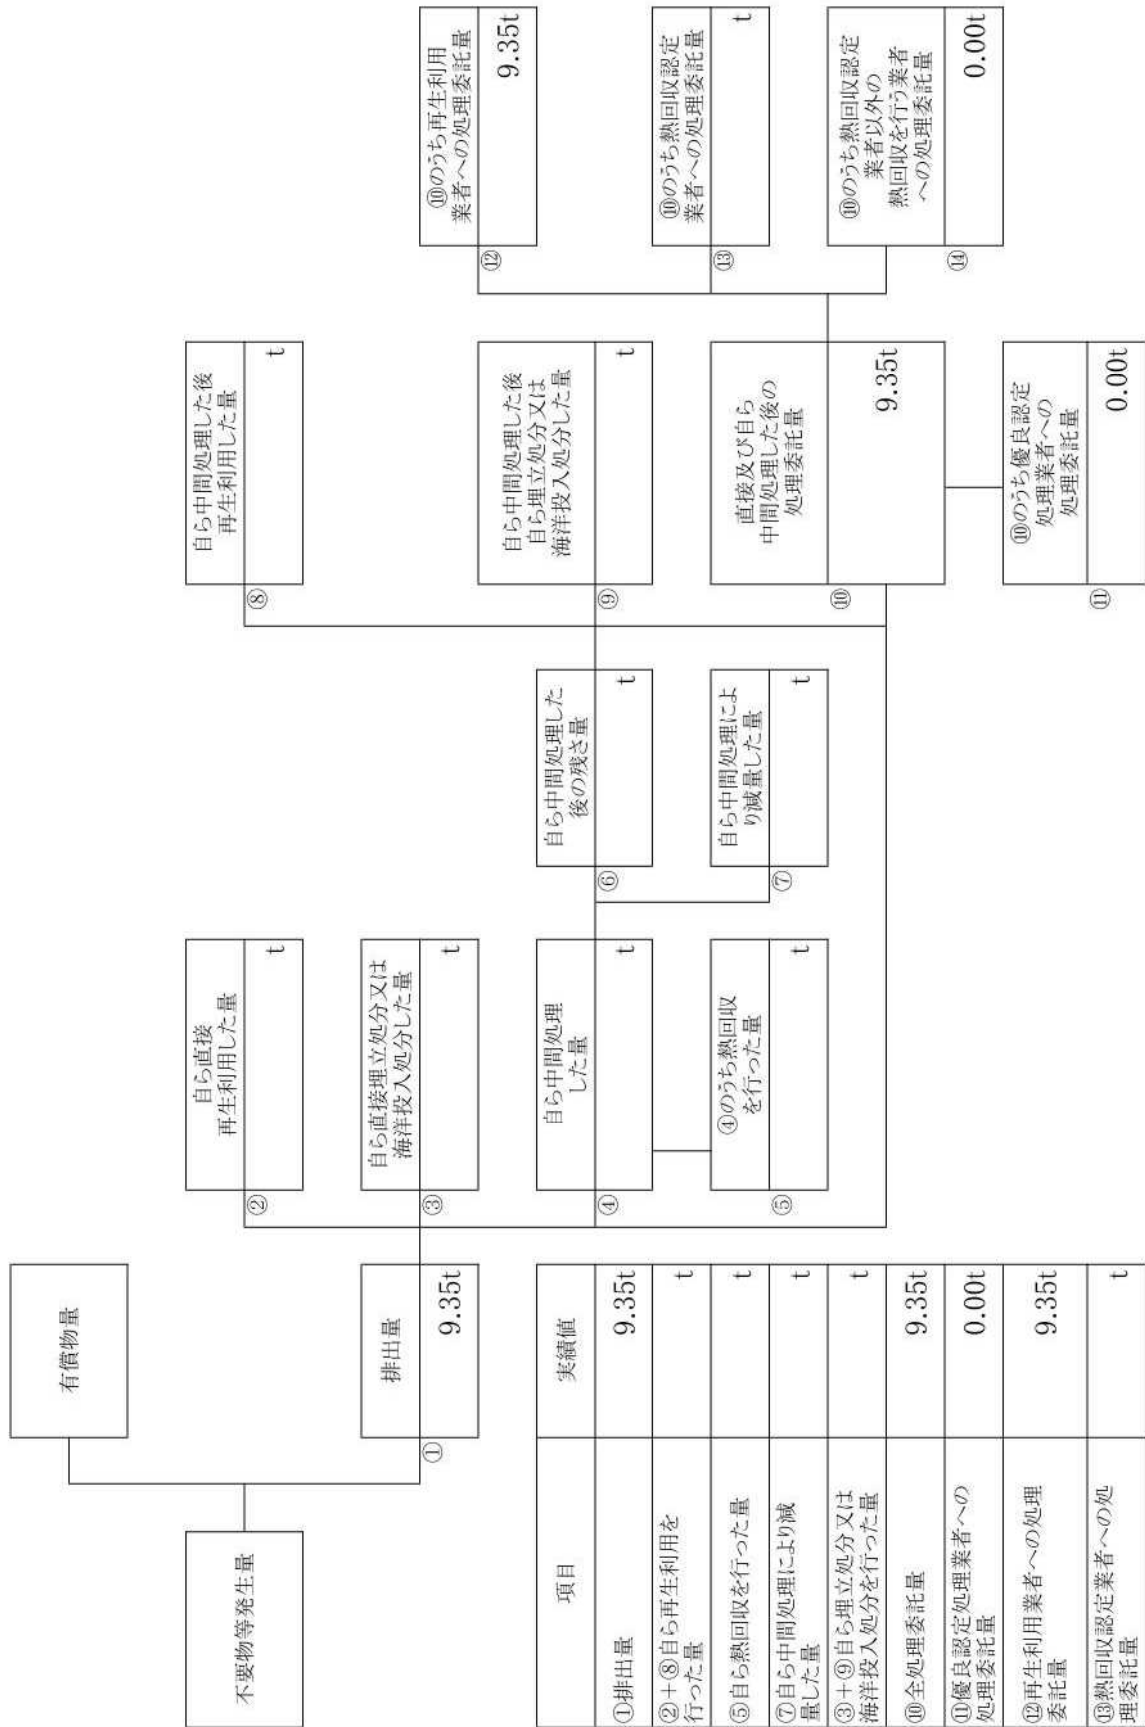 不要物等発生量
有償物量
①
排出量
9.35t
②
自ら直接
再生利用した量
t
③
自ら直接埋立処分又は
海洋投入処分した量
t
④
自ら中間処理
した量
t
⑤
④のうち熱回収
を行った量
t
⑥
自ら中間処理した
後の残さ量
t
⑦
自ら中間処理によ
り減量した量
t
⑧
自ら中間処理した後
再生利用した量
t
⑨
自ら中間処理した後
自ら埋立処分又は
海洋投入処分した量
t
⑩
直接及び自ら
中間処理した後の
処理委託量
9.35t
⑪
⑩のうち優良認定
処理業者への
処理委託量
0.00t
⑫
⑩のうち再生利用
業者への処理委託量
9.35t
⑬
⑩のうち熱回収認定
業者への処理委託量
t
⑭
⑩のうち熱回収認定
業者以外の
熱回収を行う業者
への処理委託量
0.00t
項目 実績値
①排出量 9.35t
②+⑧自ら再生利用を
行った量 t
⑤自ら熱回収を行った量 t
⑦自ら中間処理により減
量した量 t
③+⑨自ら埋立処分又は
海洋投入処分を行った量 t
⑩全処理委託量 9.35t
⑪優良認定処理業者への
処理委託量 0.00t
⑫再生利用業者への処理
委託量 9.35t
⑬熱回収認定業者への処
理委託量 t